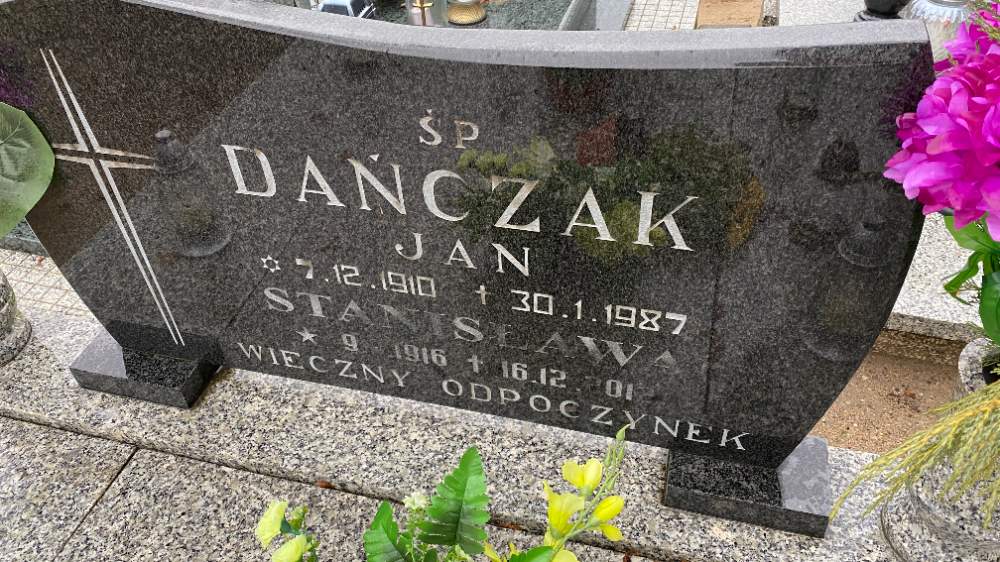 ŚP
DAŃCZAK
JAN
7.12.1910 30.1.1987
STANISŁAWA
9 1916 16.12.
WIECZNY ODPOCZYNEK